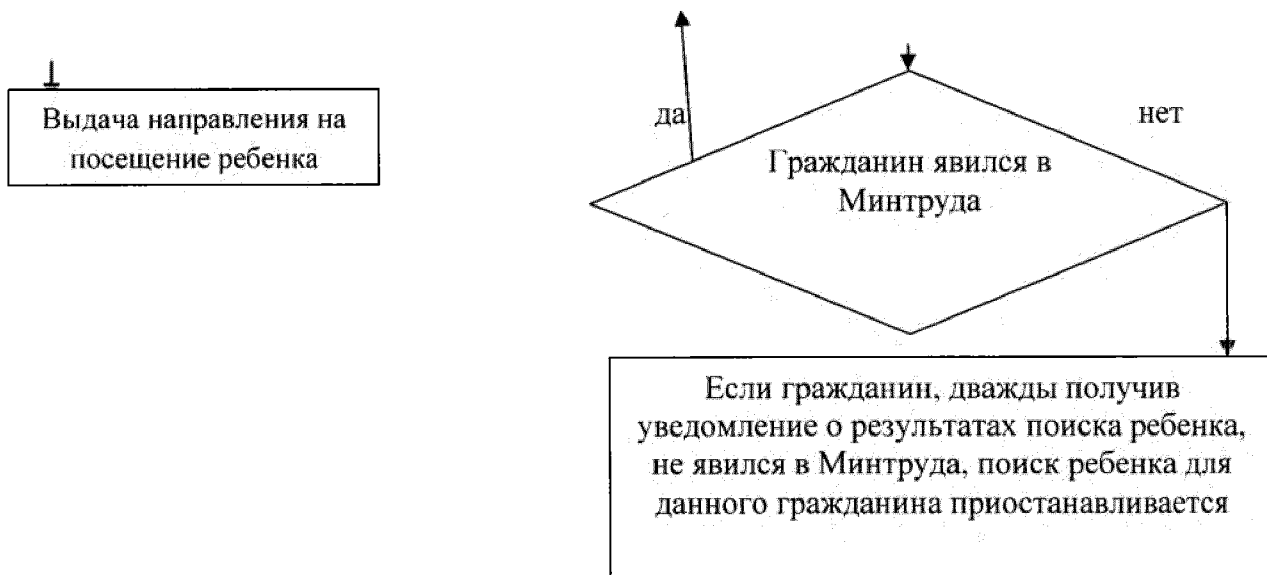 Выдача направления на
посещение ребенка
да
нет
Гражданин явился в
Минтруда
Если гражданин, дважды получив
уведомление о результатах поиска ребенка,
не явился в Минтруда, поиск ребенка для
данного гражданина приостанавливается